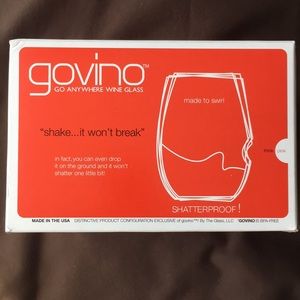 govino™
GO ANYWHERE WINE GLASS
made to swirl
"shake...it won't break"
in fact, you can even drop
it on the ground and it won't
shatter one little bit!
SHATTERPROOF!
MADE IN THE USA DISTINCTIVE PRODUCT CONFIGURATION EXCLUSIVE OF govino™ By The Glass, LLC GOVINO IS BPA-FREE